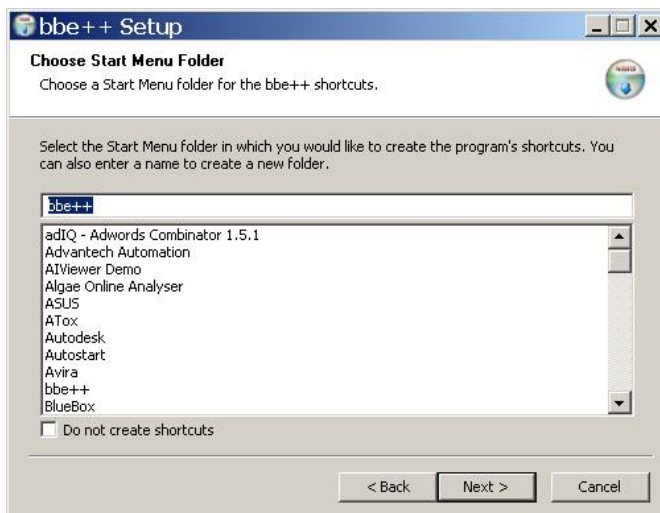 bbe++ Setup
Choose Start Menu Folder
Choose a Start Menu folder for the bbe++ shortcuts.
Select the Start Menu folder in which you would like to create the program's shortcuts. You
can also enter a name to create a new folder.
bbe++
adIQ - Adwords Combinator 1.5.1
Advantech Automation
AIViewer Demo
Algae Online Analyser
ASUS
ATox
Autodesk
Autostart
Avira
bbe++
BlueBox
Do not create shortcuts
< Back
Next >
Cancel